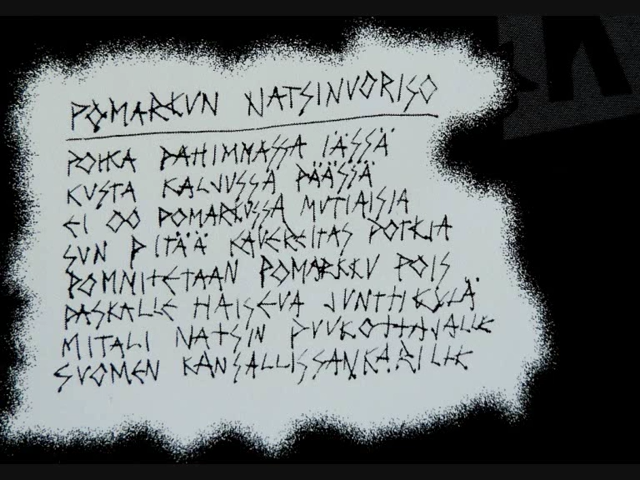 POMARKUN NATSINUORISO
POIKA PAHIMMASSA IÄSSÄ
KUSTA KALJUSSA PÄÄSSÄ
EI OO POMARKUSSA MUTIAISIA
SUN PITÄÄ KAVEREITAS POTKIA
POMMITETAAN POMARKKU POIS
PASKALLE HAISEVA JUNTTIKYLÄ
MITALI NATSIN PUUKOTTAJALLE
SUOMEN KANSALLISSANKARILLE